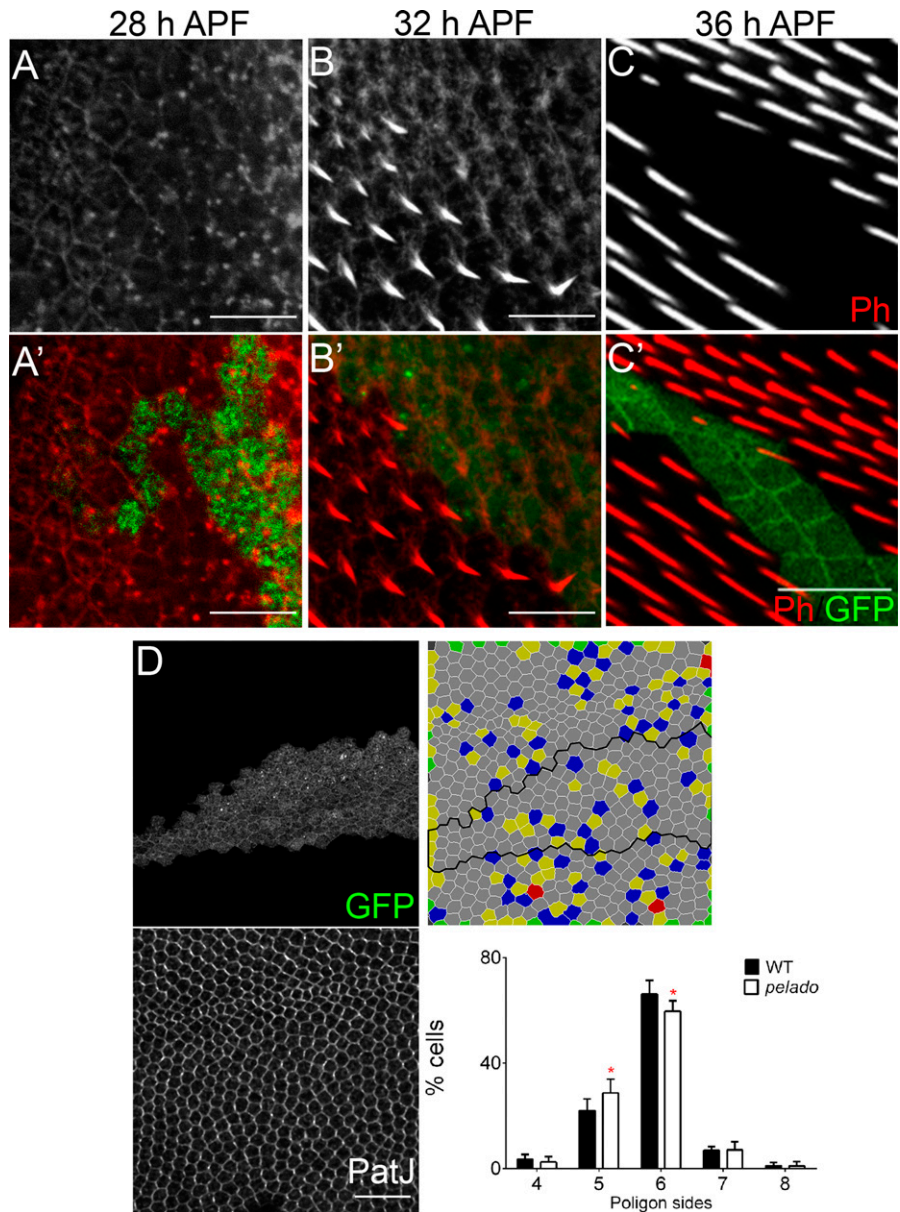 28 h APF
32 h APF
36 h APF
A
B
C
Ph
A'
B'
C'
Ph/GFP
D
GFP
PatJ
80
40
0
% cells
WT
pelado
*
*
4
5
6
7
8
Poligon sides